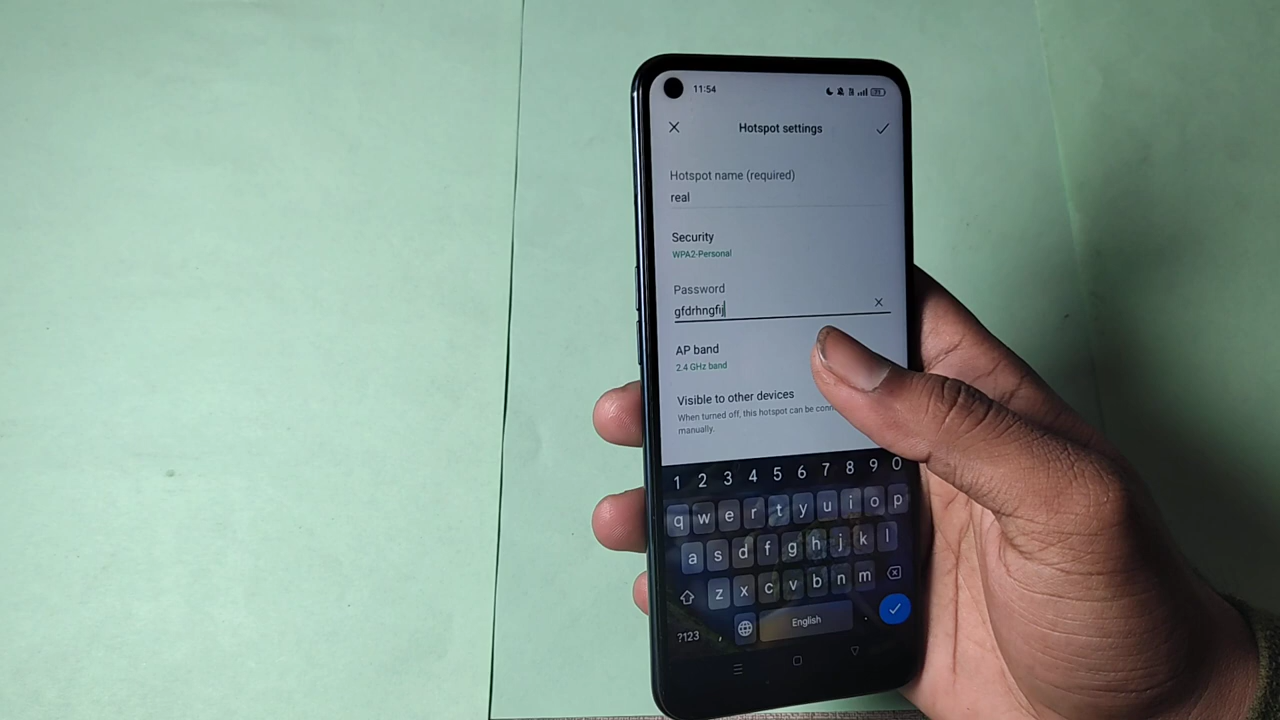 11:54
Hotspot settings
Hotspot name (required)
real
Security
WPA2-Personal
Password
gfdrhngfij
AP band
2.4 GHz band
Visible to other devices
When turned off, this hotspot can be
manually.
1 2 3 4 5 6 7 8 9 0
q w e r t y u i o p
a s d f g h j k l
z x c v b n m
?123 , English .